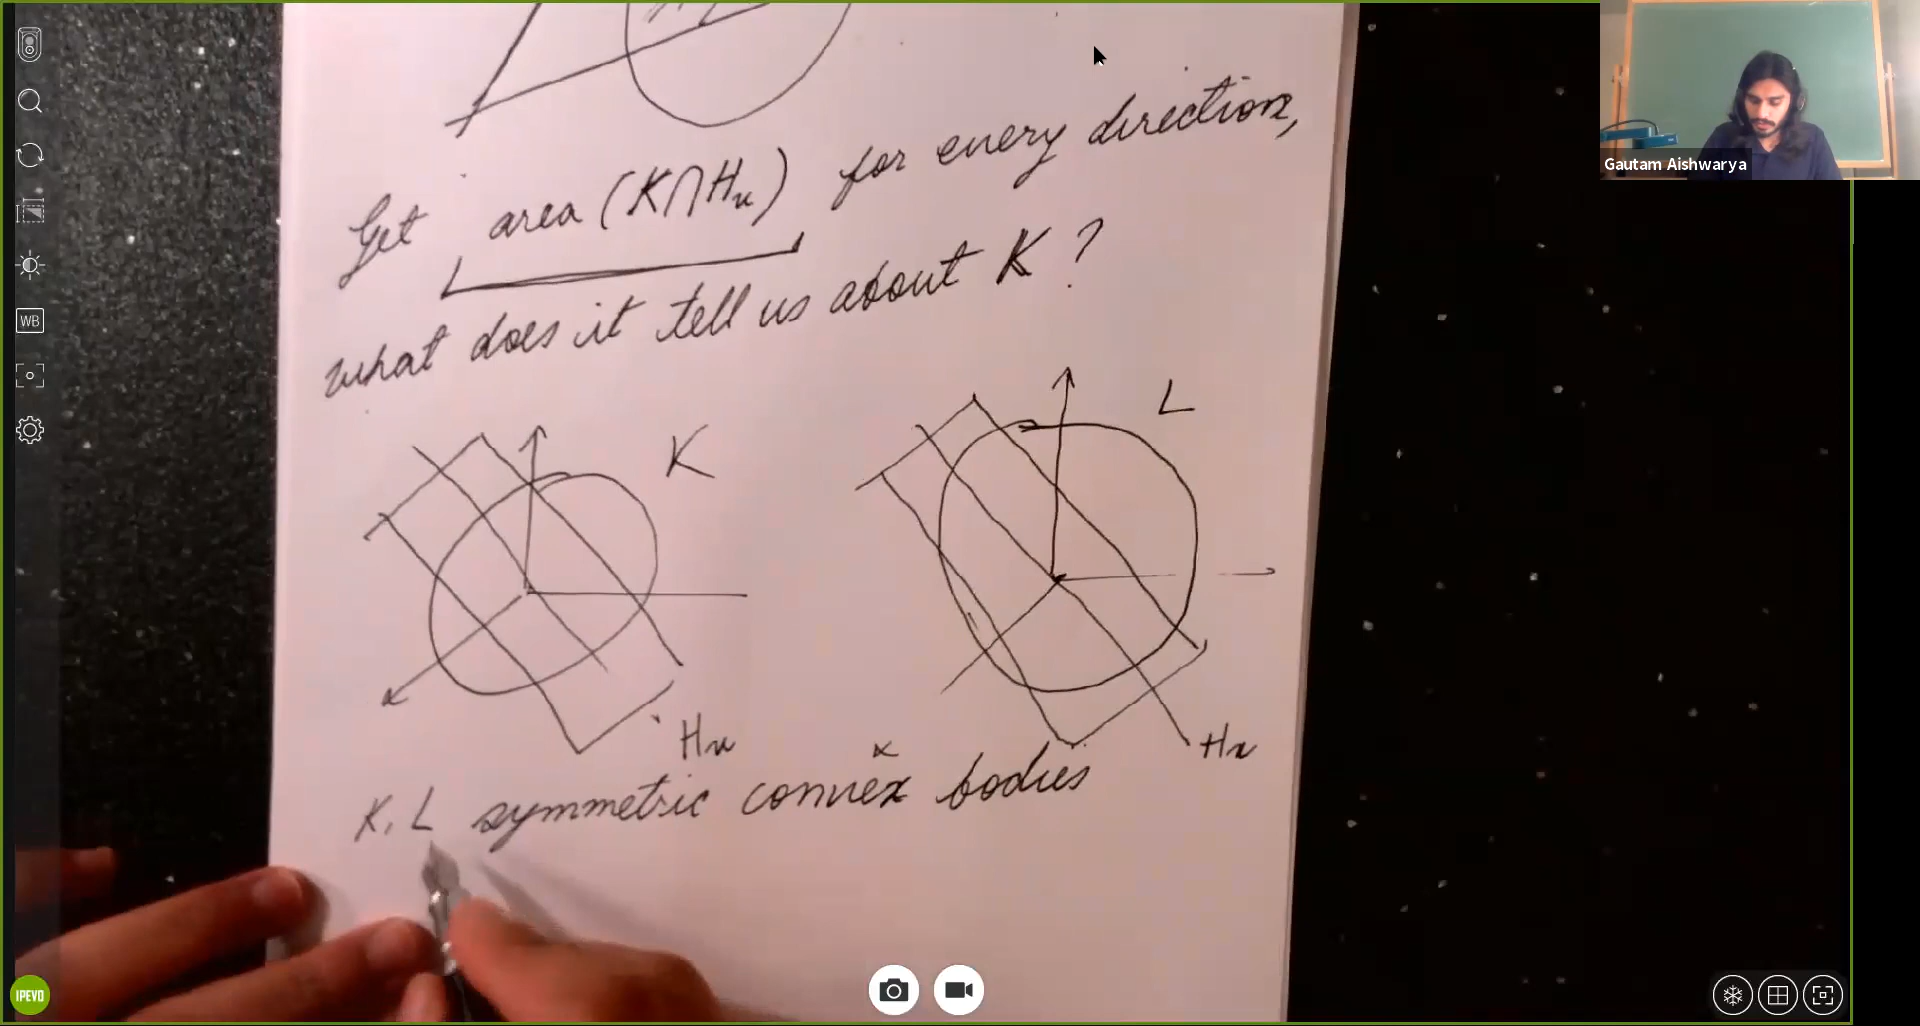 Gautam Aishwarya
WB
Get area (K∩Hu) for every direction,
what does it tell us about K ?
K
L
Hu
Hu
K, L symmetric convex bodies
IPEVO